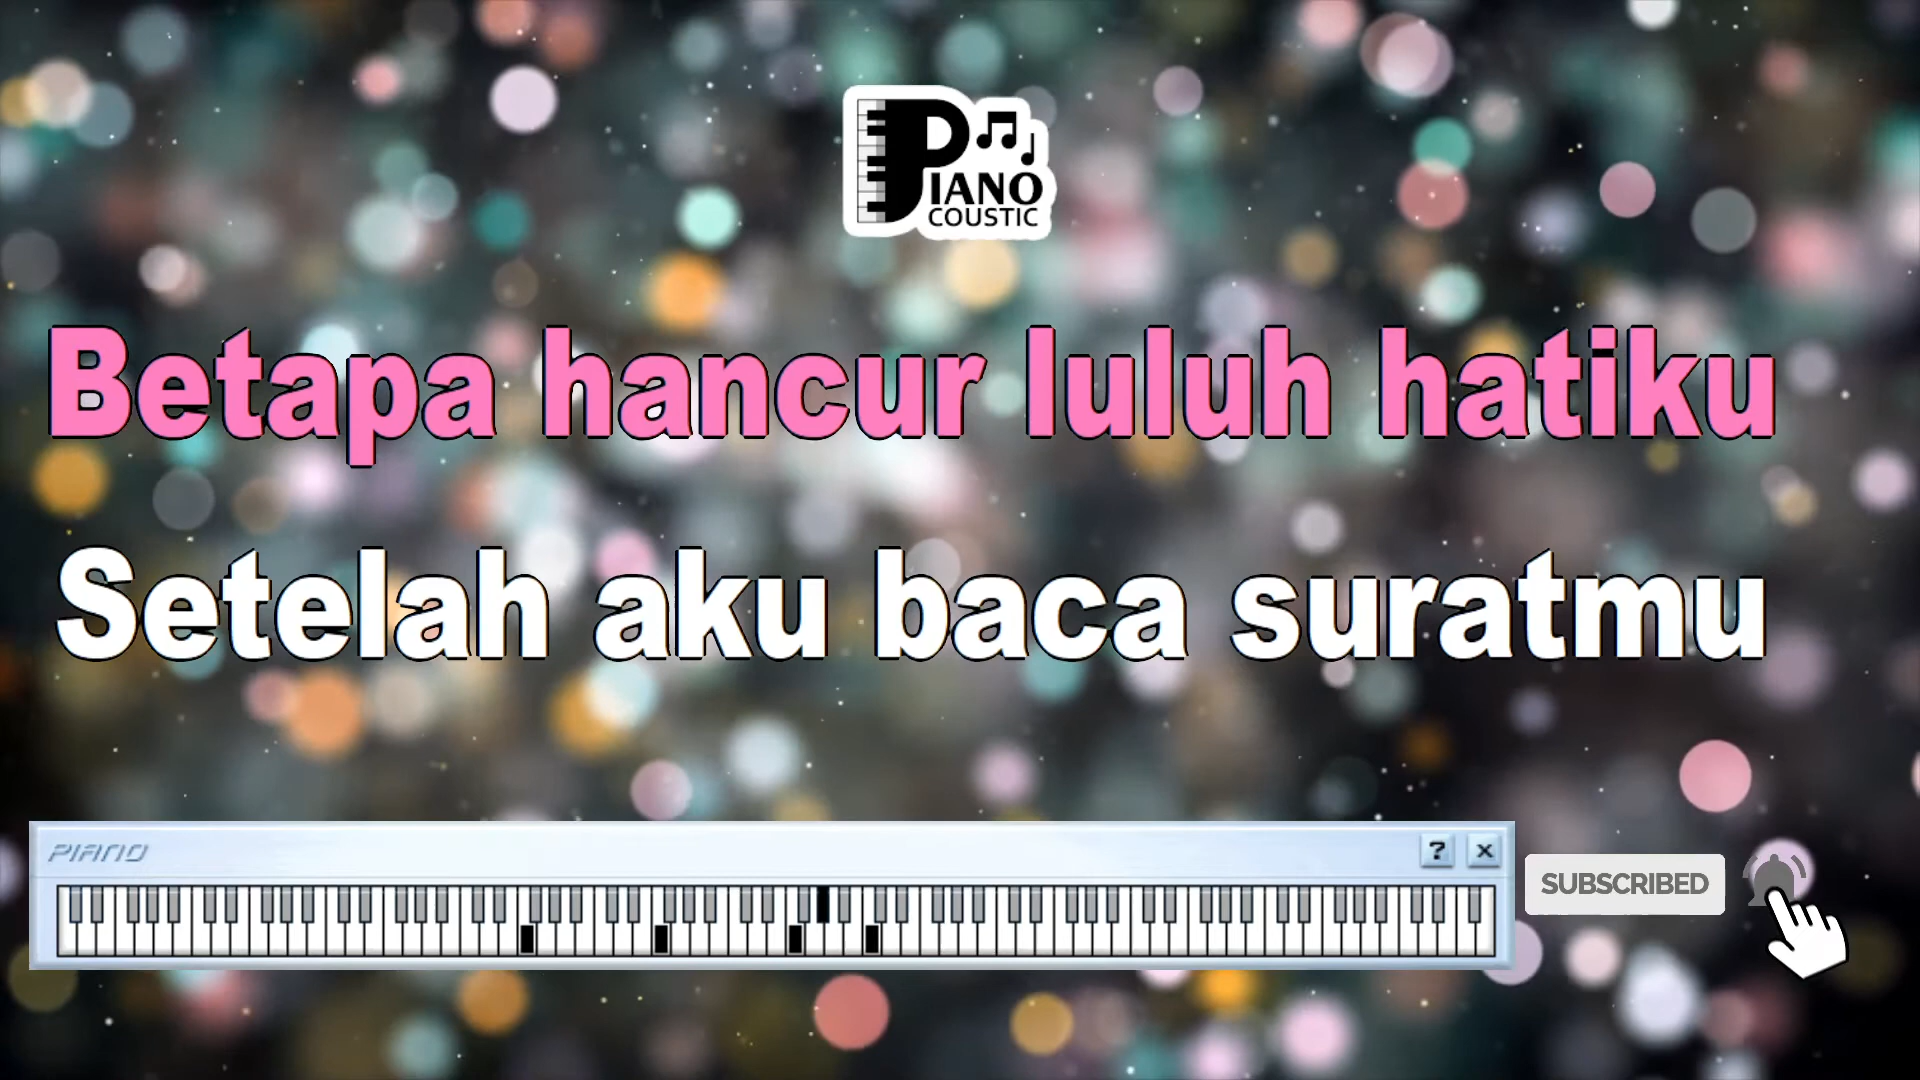 PIANO
COUSTIC
Betapa hancur luluh hatiku
Setelah aku baca suratmu
PIANO
? X
SUBSCRIBED